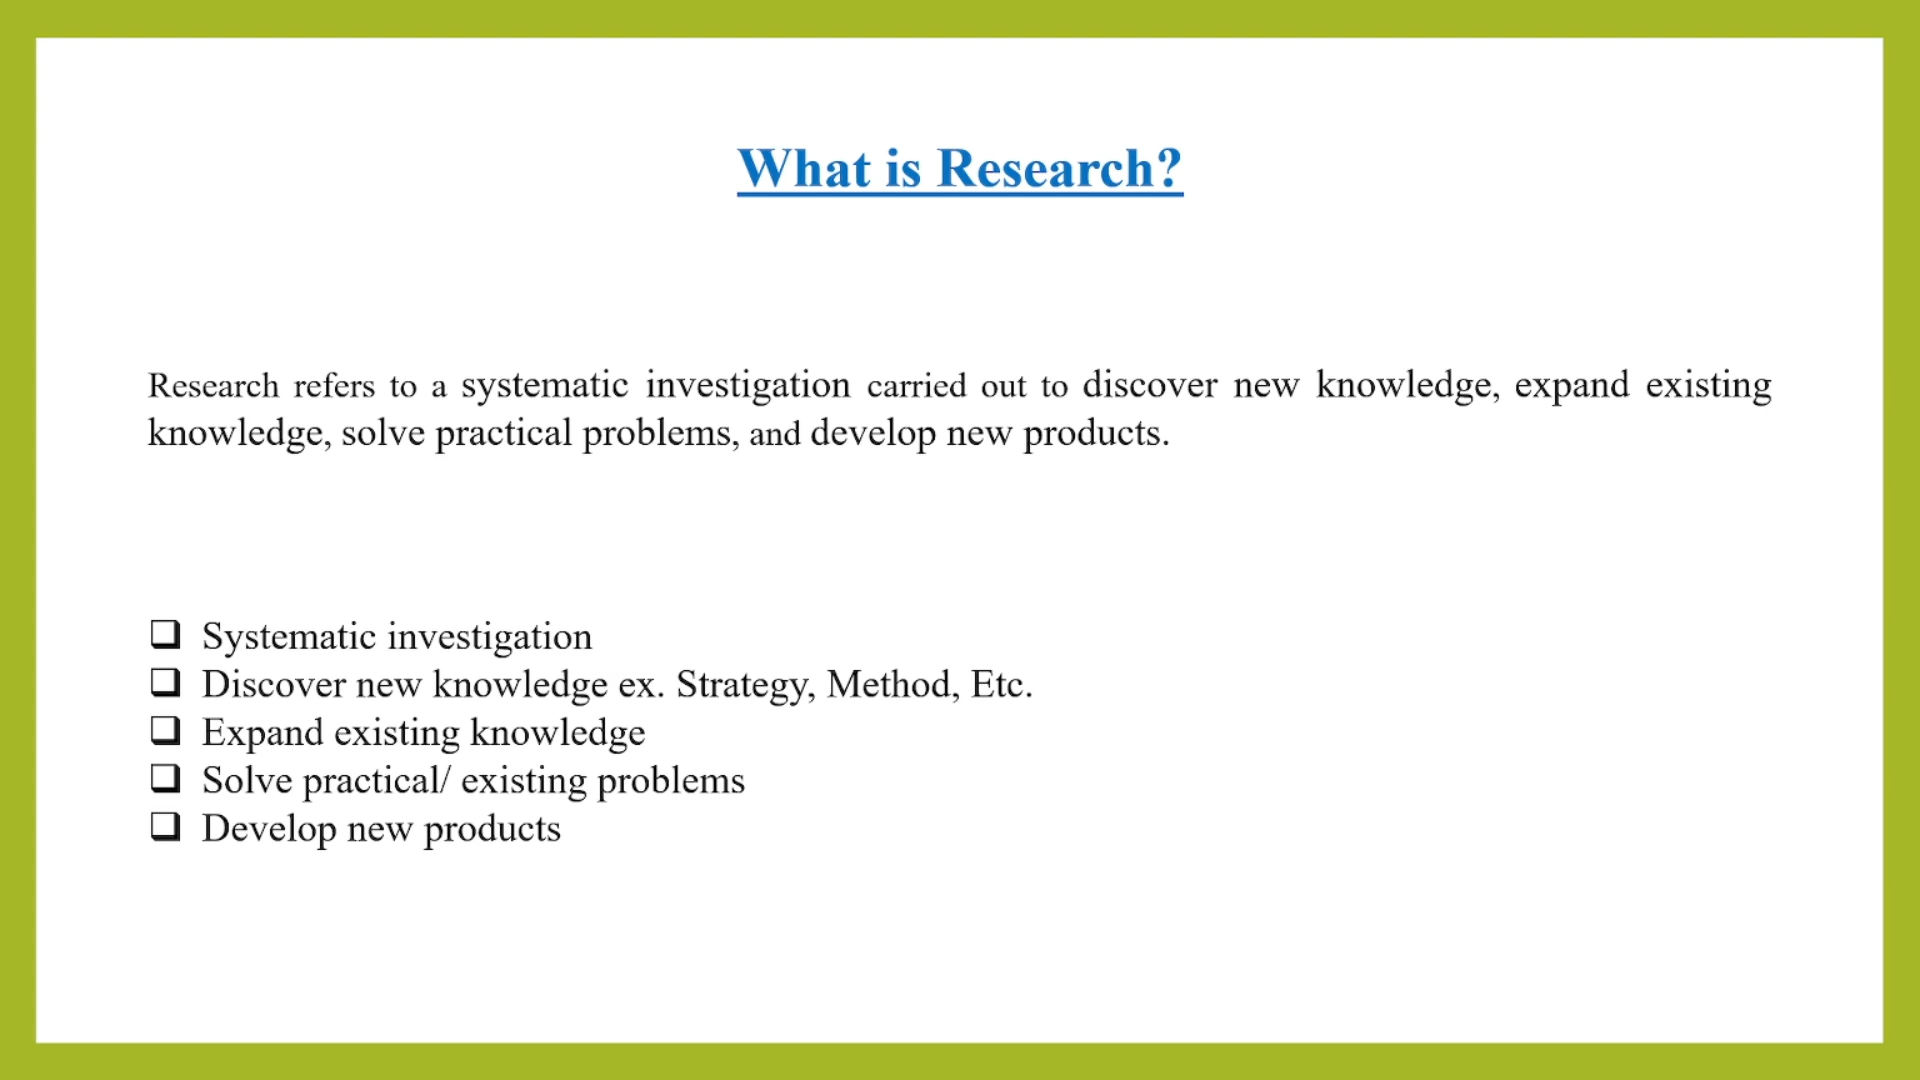 What is Research?
Research refers to a systematic investigation carried out to discover new knowledge, expand existing
knowledge, solve practical problems, and develop new products.
❑ Systematic investigation
❑ Discover new knowledge ex. Strategy, Method, Etc.
❑ Expand existing knowledge
❑ Solve practical/ existing problems
❑ Develop new products